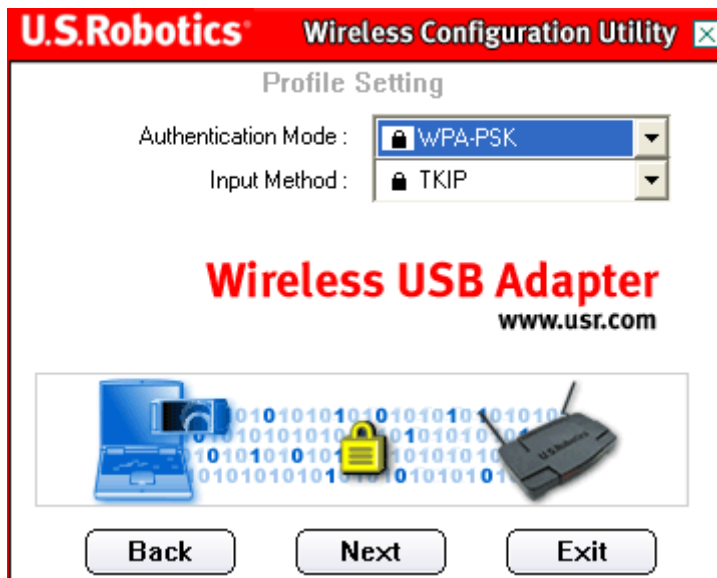 U.S.Robotics® Wireless Configuration Utility
Profile Setting
Authentication Mode : WPA-PSK
Input Method : TKIP
Wireless USB Adapter
www.usr.com
U.S.Robotics
Back Next Exit